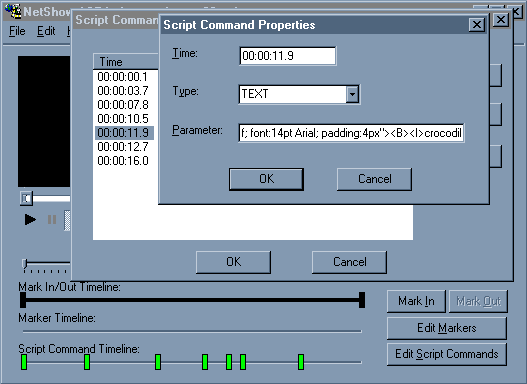 NetShow
Script Comman
Script Command Properties
File Edit
Time
00:00:00.1
00:00:03.7
00:00:07.8
00:00:10.5
00:00:11.9
00:00:12.7
00:00:16.0
Time: 00:00:11.9
Type: TEXT
Parameter: f; font:14pt Arial; padding:4px"><B><I>crocodil
OK Cancel
OK Cancel
Mark In/Out Timeline:
Mark In Mark Out
Marker Timeline:
Edit Markers
Script Command Timeline:
Edit Script Commands